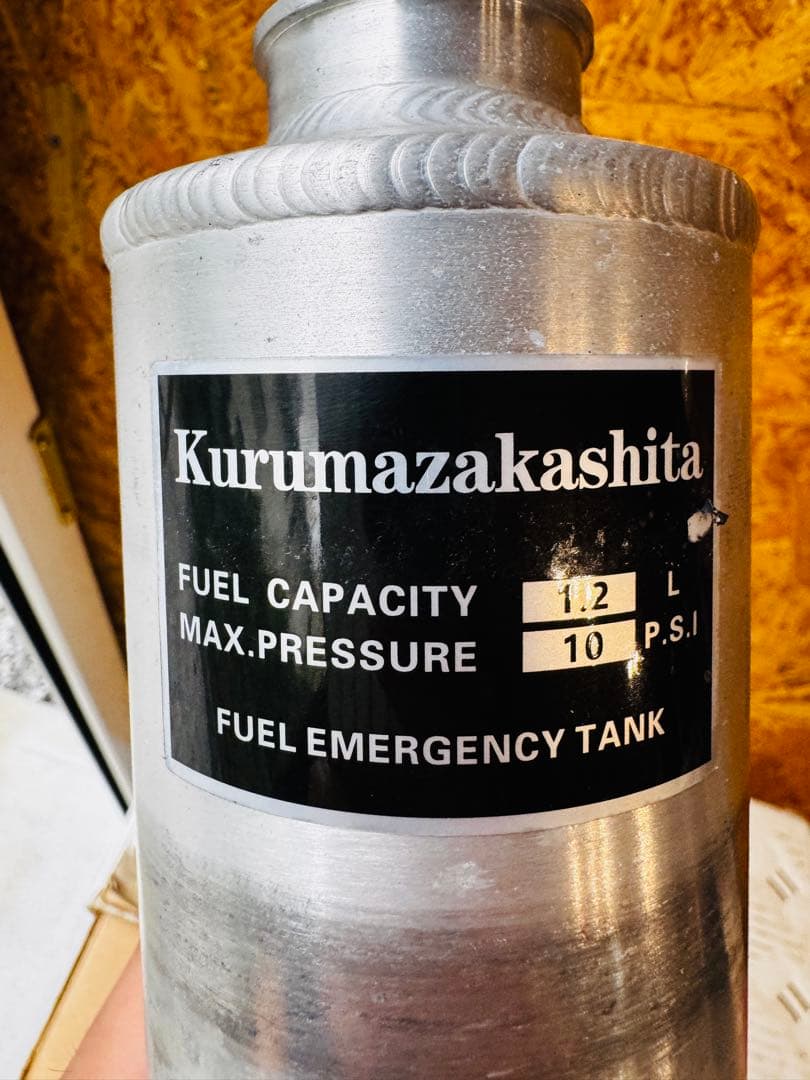 Kurumazakashita
FUEL CAPACITY 1.2 L
MAX.PRESSURE 10 P.S.I
FUEL EMERGENCY TANK